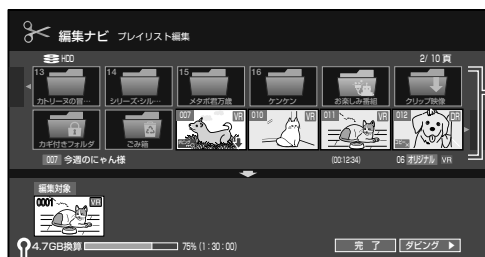 編集ナビ プレイリスト編集
HDD 2/ 10 頁
13 14 15 16
カトリーヌの冒… シリーズ・シル… メタボ君万歳 ケンケン お楽しみ番組 クリップ映像
007 VR 010 VR 011 VR 012 DR
カギ付きフォルダ ごみ箱
007 今週のにゃん様 (00:12:34) 06 オリジナル VR
編集対象
0001 VR
4.7GB換算 75% (1 : 30 : 00) 完 了 ダビング ▶